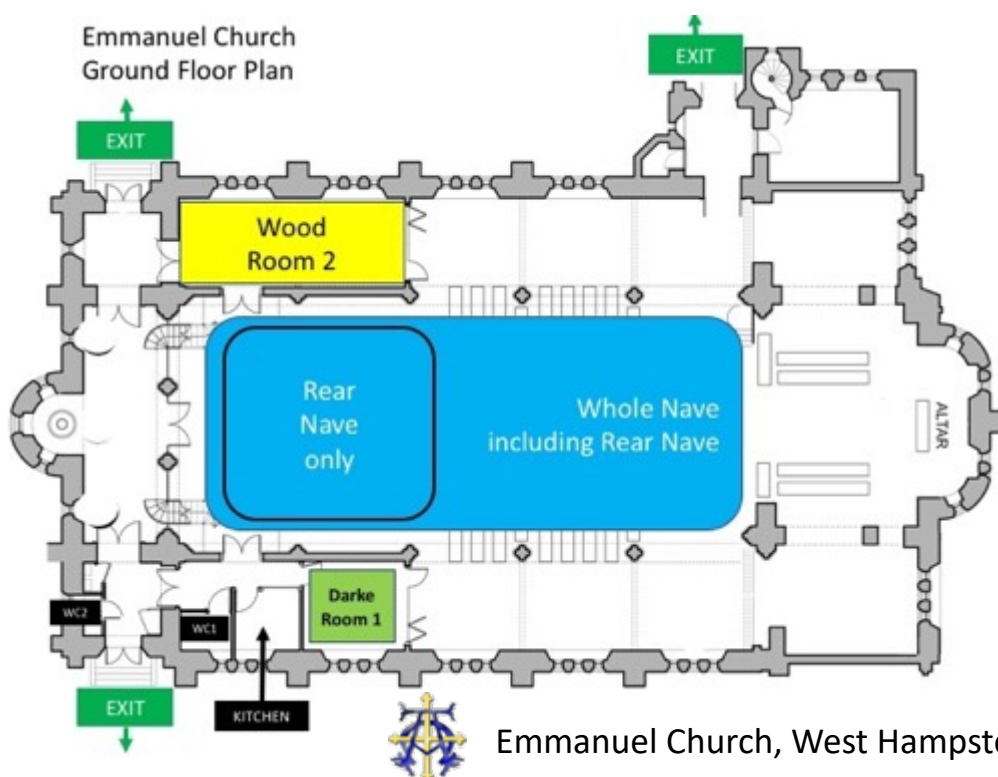 Emmanuel Church
Ground Floor Plan
EXIT
EXIT
Wood
Room 2
Rear
Nave
only
Whole Nave
including Rear Nave
ALTAR
WC2
WC1
Darke
Room 1
EXIT
KITCHEN
Emmanuel Church, West Hampste